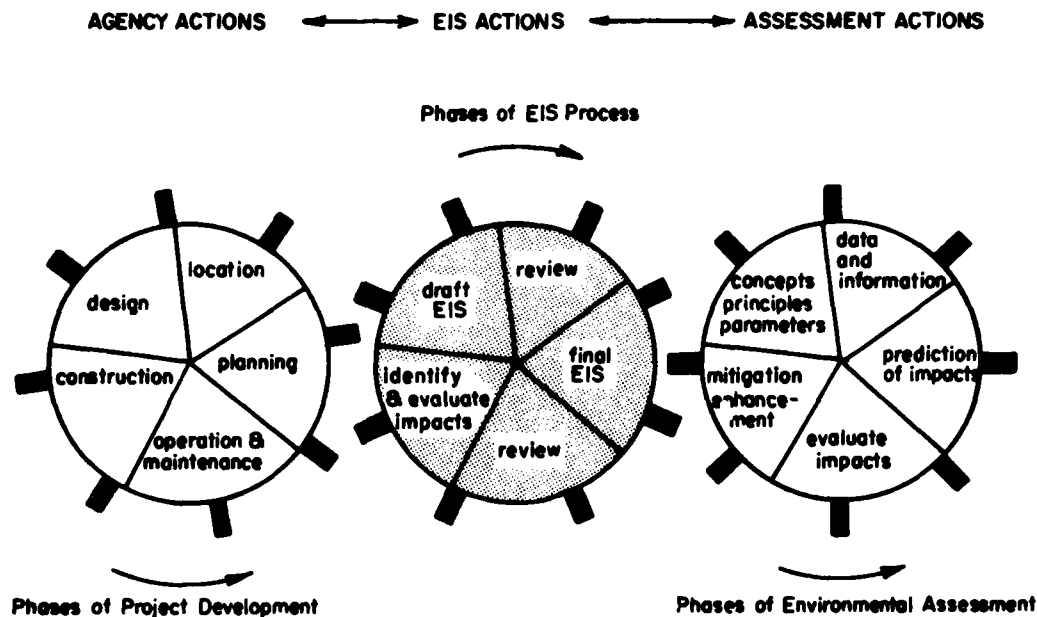 AGENCY ACTIONS
EIS ACTIONS
ASSESSMENT ACTIONS
Phases of EIS Process
location
design
planning
construction
operation &
maintenance
review
draft
EIS
final
EIS
identify
& evaluate
impacts
review
data
and
information
concepts
principles
parameters
prediction
of impacts
mitigation
enhance-
ment
evaluate
impacts
Phases of Project Development
Phases of Environmental Assessment